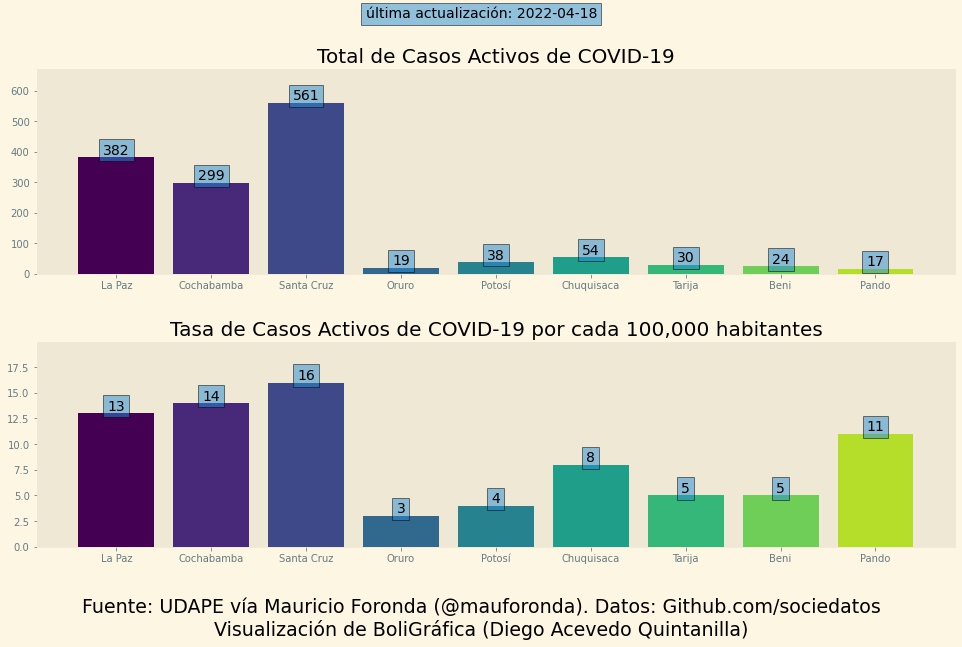 última actualización: 2022-04-18
Total de Casos Activos de COVID-19
600
500
400
300
200
100
0
382
299
561
19
38
54
30
24
17
La Paz
Cochabamba
Santa Cruz
Oruro
Potosí
Chuquisaca
Tarija
Beni
Pando
Tasa de Casos Activos de COVID-19 por cada 100,000 habitantes
17.5
15.0
12.5
10.0
7.5
5.0
2.5
0.0
13
14
16
3
4
8
5
5
11
La Paz
Cochabamba
Santa Cruz
Oruro
Potosí
Chuquisaca
Tarija
Beni
Pando
Fuente: UDAPE vía Mauricio Foronda (@mauforonda). Datos: Github.com/sociedatos
Visualización de BoliGráfica (Diego Acevedo Quintanilla)